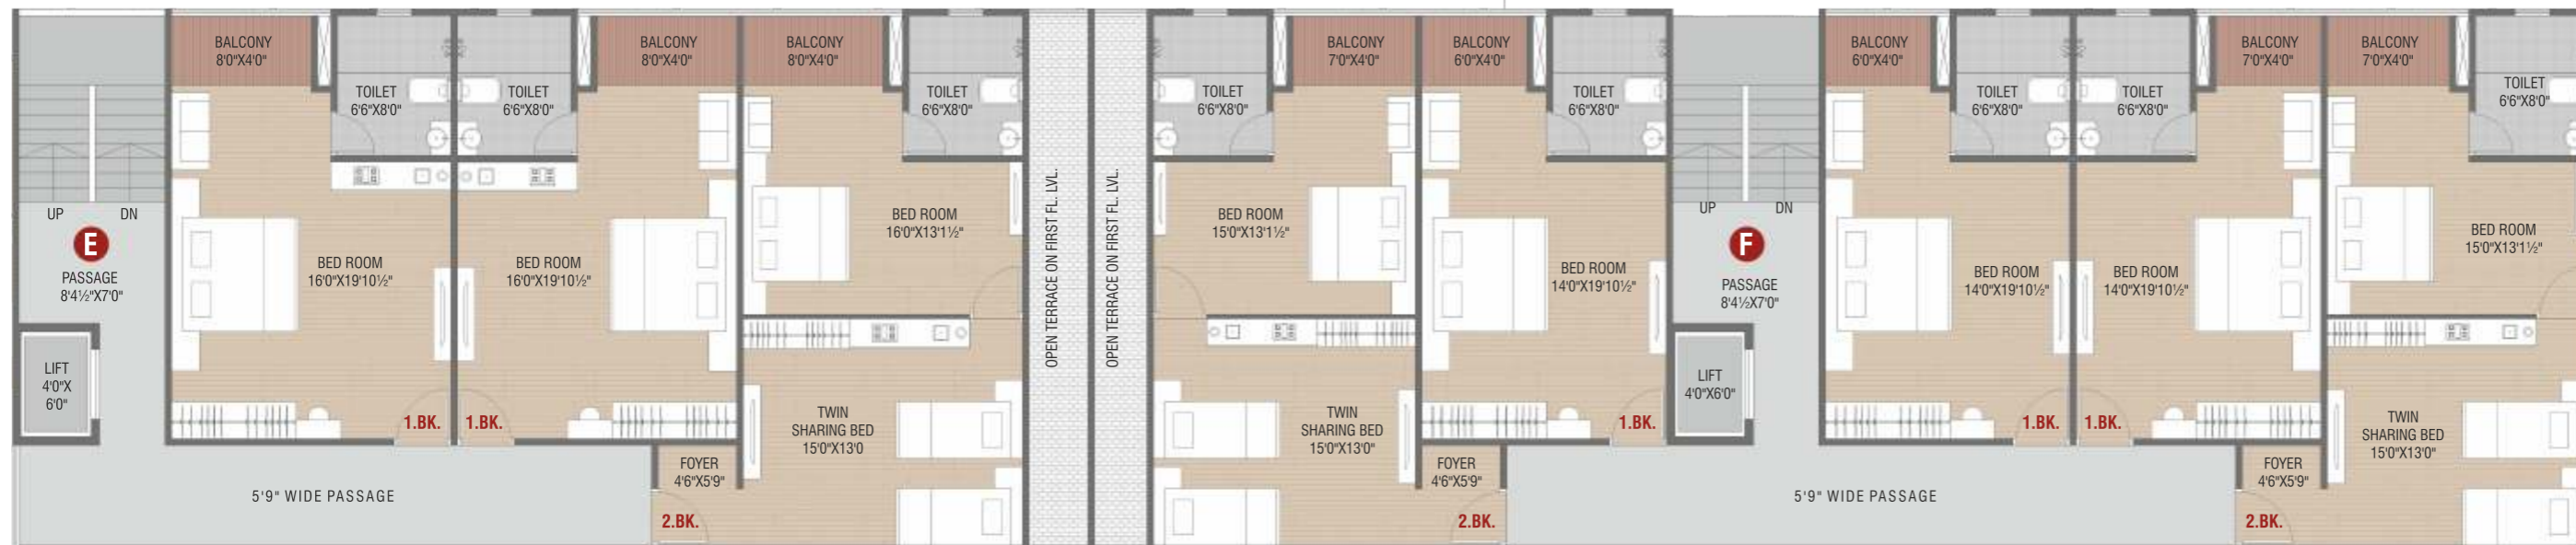 BALCONY
8'0"X4'0"
TOILET
6'6"X8'0"
TOILET
6'6"X8'0"
BALCONY
8'0"X4'0"
BALCONY
8'0"X4'0"
TOILET
6'6"X8'0"
UP
DN
E
PASSAGE
8'4½"X7'0"
LIFT
4'0"X
6'0"
BED ROOM
16'0"X19'10½"
BED ROOM
16'0"X19'10½"
BED ROOM
16'0"X13'1½"
1.BK.
1.BK.
TWIN
SHARING BED
15'0"X13'0
FOYER
4'6"X5'9"
2.BK.
5'9" WIDE PASSAGE
OPEN TERRACE ON FIRST FL. LVL.
OPEN TERRACE ON FIRST FL. LVL.
TOILET
6'6"X8'0"
BALCONY
7'0"X4'0"
BALCONY
6'0"X4'0"
TOILET
6'6"X8'0"
BED ROOM
15'0"X13'1½"
BED ROOM
14'0"X19'10½"
TWIN
SHARING BED
15'0"X13'0"
1.BK.
FOYER
4'6"X5'9"
2.BK.
UP
DN
F
PASSAGE
8'4½X7'0"
LIFT
4'0"X6'0"
BALCONY
6'0"X4'0"
TOILET
6'6"X8'0"
TOILET
6'6"X8'0"
BALCONY
7'0"X4'0"
BALCONY
7'0"X4'0"
TOILET
6'6"X8'0"
BED ROOM
14'0"X19'10½"
BED ROOM
14'0"X19'10½"
BED ROOM
15'0"X13'1½"
1.BK.
1.BK.
TWIN
SHARING BED
15'0"X13'0"
FOYER
4'6"X5'9"
2.BK.
5'9" WIDE PASSAGE